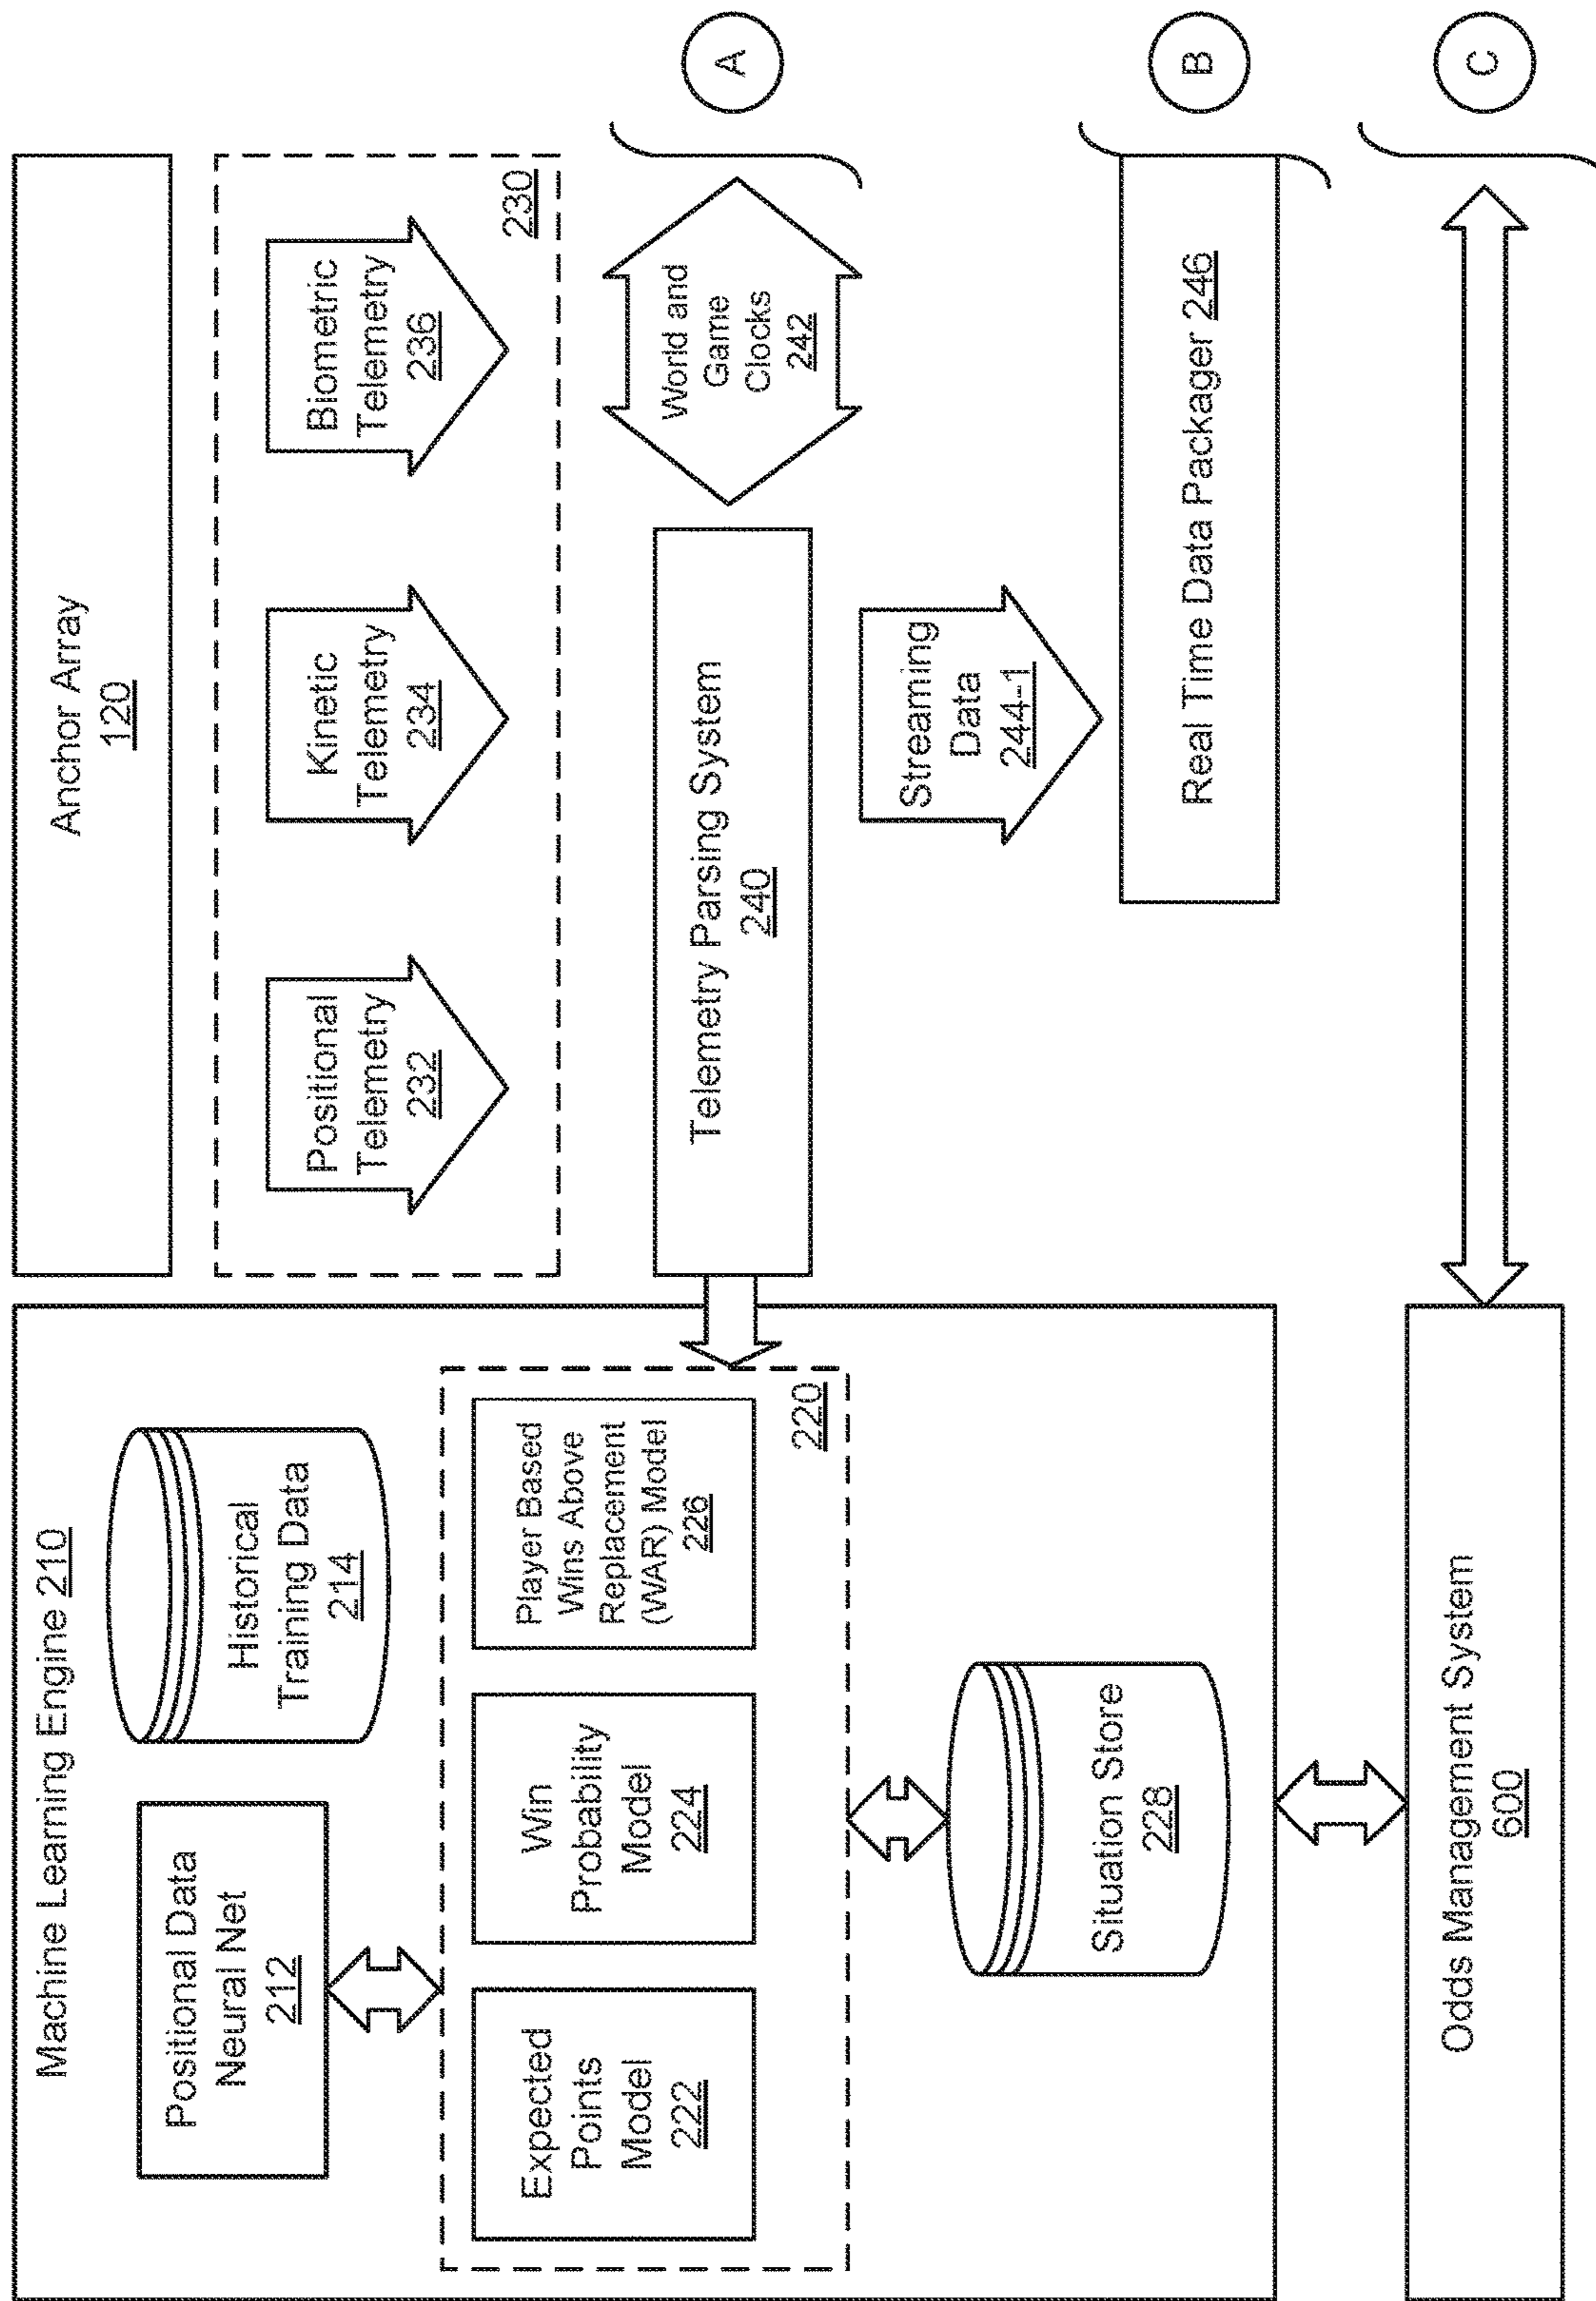 Machine Learning Engine 210
Positional Data
Neural Net
212
Historical
Training Data
214
Expected
Points
Model
222
Win
Probability
Model
224
Player Based
Wins Above
Replacement
(WAR) Model
226
220
Situation Store
228
Odds Management System
600
Anchor Array
120
Positional
Telemetry
232
Kinetic
Telemetry
234
Biometric
Telemetry
236
230
Telemetry Parsing System
240
World and
Game
Clocks
242
A
Streaming
Data
244-1
Real Time Data Packager 246
B
C